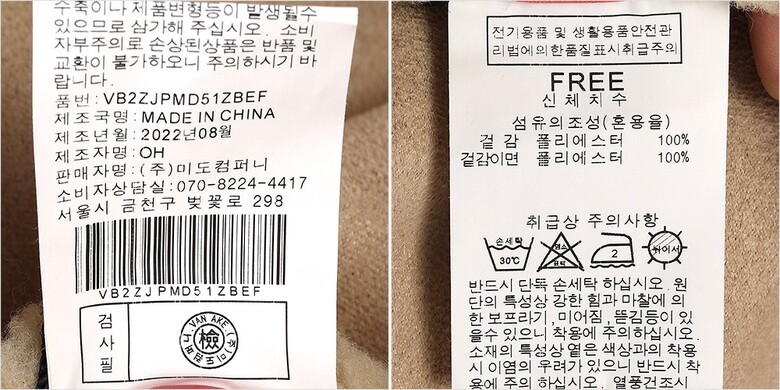 수축이나 제품변형등이 발생될수
있으므로 삼가해 주십시오. 소비
자부주의로 손상된상품은 반품 및
교환이 불가하오니 주의하시기 바
랍니다.
품번:VB2ZJPMD51ZBEF
제조국명:MADE IN CHINA
제조년월:2022년08월
제조자명:OH
판매자명:(주)미도컴퍼니
소비자상담실:070-8224-4417
서울시 금천구 벚꽃로 298
VB2ZJPMD51ZBEF
검
사
필
VAN AKE.
(주)미도컴퍼니
檢
전기용품 및 생활용품안전관
리법에의한품질표시취급주의
FREE
신체치수
섬유의조성(혼용율)
겉감 폴리에스터 100%
겉감이면 폴리에스터 100%
취급상 주의사항
손세탁
30℃
염소
표백
2
반드시 단독 손세탁 하십시오. 원
단의 특성상 강한 힘과 마찰에 의
한 보프라기,미어짐,뜯김등이 있
을수 있으니 착용에 주의하십시오.
소재의 특성상 옅은 색상과의 착용
시 이염의 우려가 있으니 반드시 착
용에 주의 하십시오. 열풍건조시